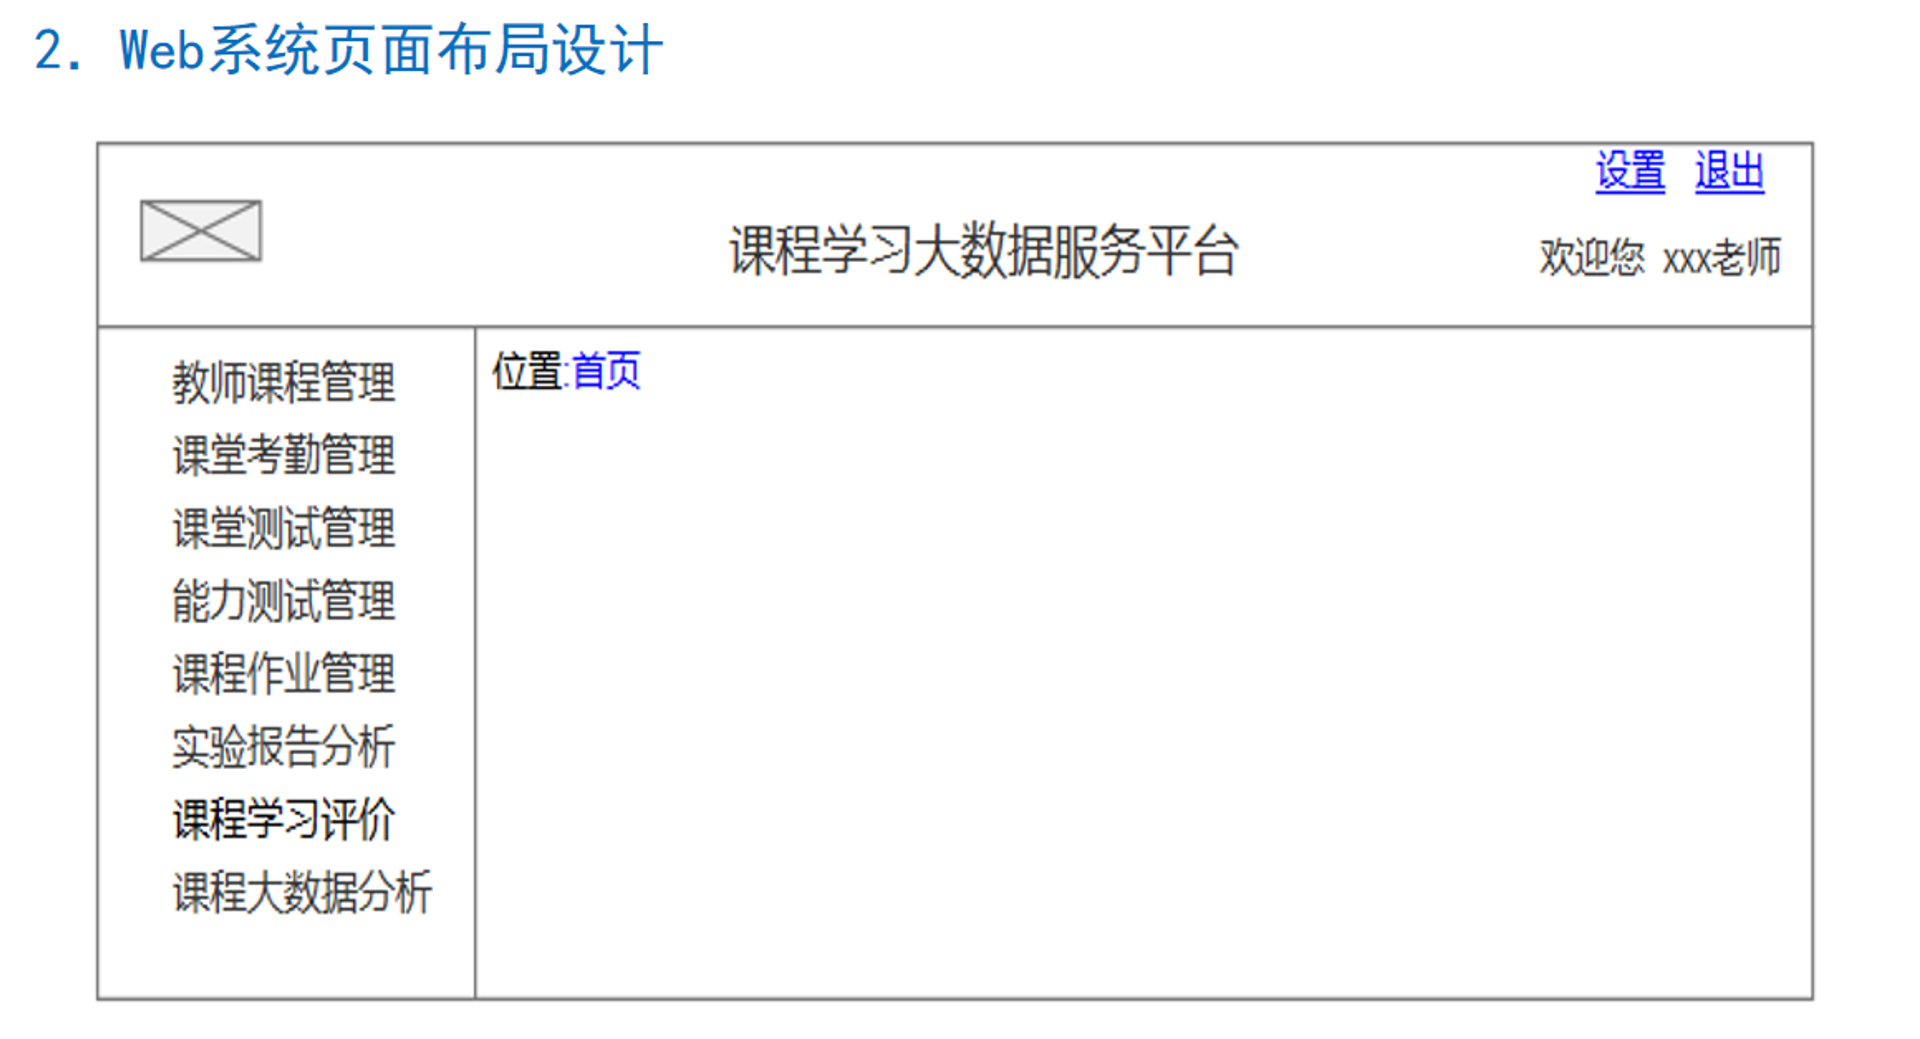 2. Web系统页面布局设计
设置 退出
课程学习大数据服务平台
欢迎您 xxx老师
教师课程管理
课堂考勤管理
课堂测试管理
能力测试管理
课程作业管理
实验报告分析
课程学习评价
课程大数据分析
位置:首页